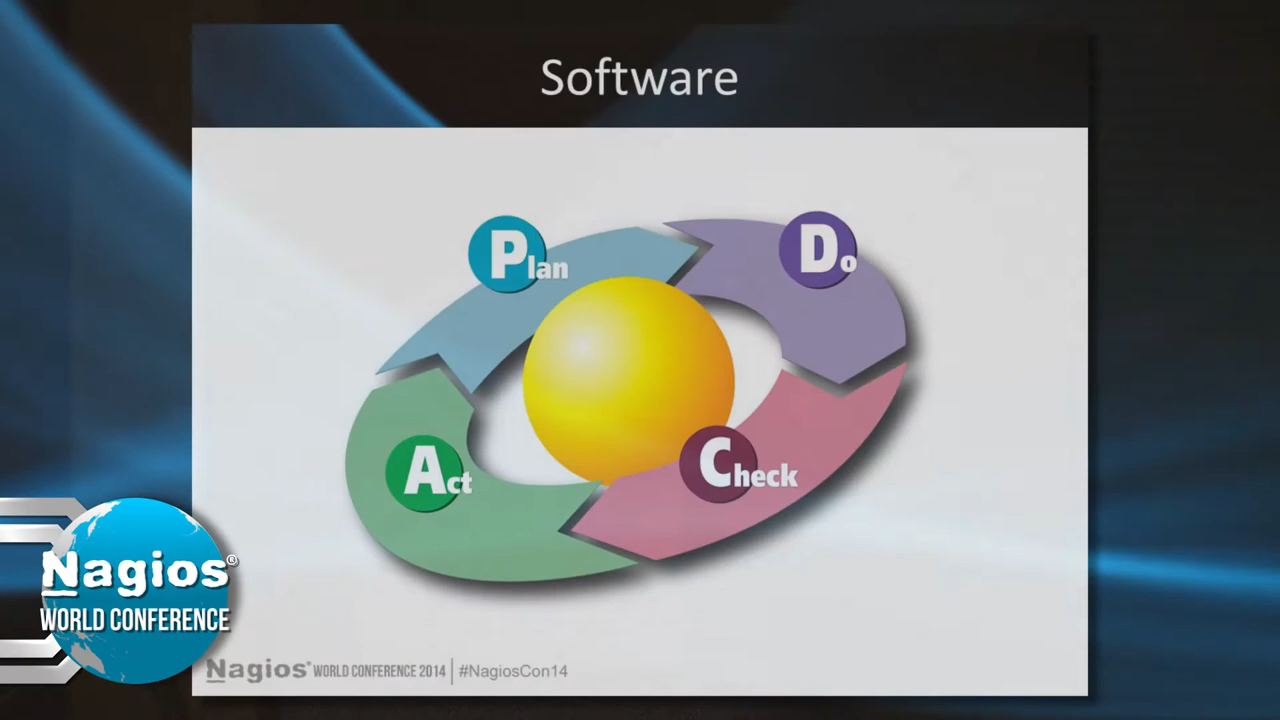 Software
Plan
Do
Act
Check
Nagios®
WORLD CONFERENCE
Nagios® WORLD CONFERENCE 2014 | #NagiosCon14